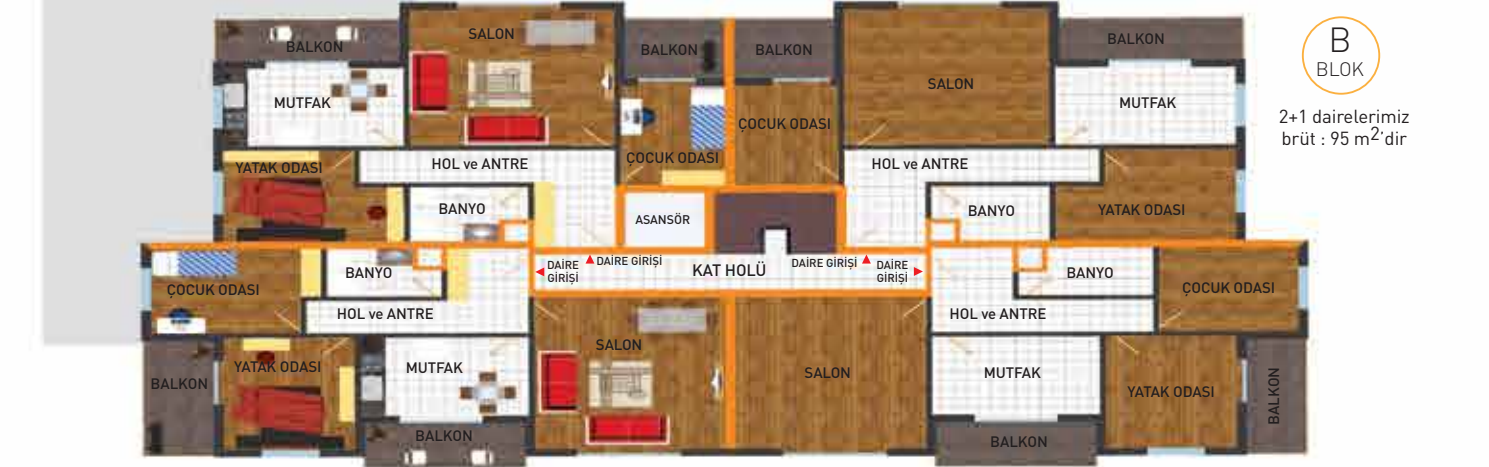 BALKON
SALON
BALKON
BALKON
SALON
BALKON
B
BLOK
2+1 dairelerimiz
brüt : 95 m²'dir
MUTFAK
ÇOCUK ODASI
ÇOCUK ODASI
MUTFAK
YATAK ODASI
HOL ve ANTRE
HOL ve ANTRE
BANYO
ASANSÖR
BANYO
YATAK ODASI
DAİRE
GİRİŞİ
DAİRE GİRİŞİ
KAT HOLÜ
DAİRE GİRİŞİ
DAİRE
GİRİŞİ
ÇOCUK ODASI
BANYO
BANYO
ÇOCUK ODASI
HOL ve ANTRE
HOL ve ANTRE
BALKON
YATAK ODASI
MUTFAK
SALON
SALON
MUTFAK
YATAK ODASI
BALKON
BALKON
BALKON